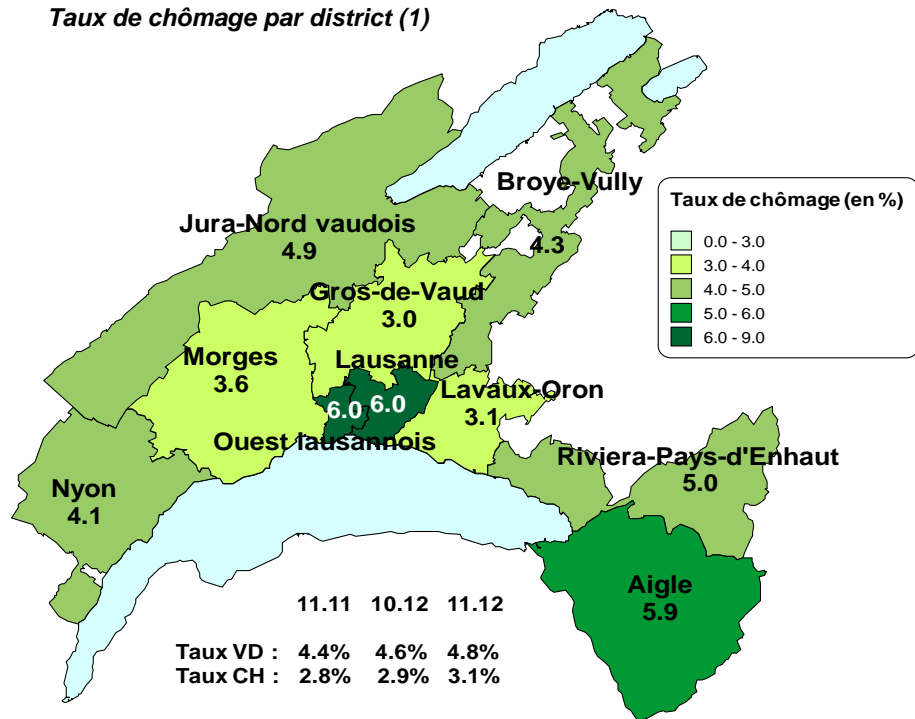 Taux de chômage par district (1)
Broye-Vully
4.3
Taux de chômage (en %)
0.0 - 3.0
3.0 - 4.0
4.0 - 5.0
5.0 - 6.0
6.0 - 9.0
Jura-Nord vaudois
4.9
Gros-de-Vaud
3.0
Morges
3.6
Lausanne
6.0
6.0
Lavaux-Oron
3.1
Ouest lausannois
Riviera-Pays-d'Enhaut
5.0
Nyon
4.1
Aigle
5.9
11.11 10.12 11.12
Taux VD : 4.4% 4.6% 4.8%
Taux CH : 2.8% 2.9% 3.1%